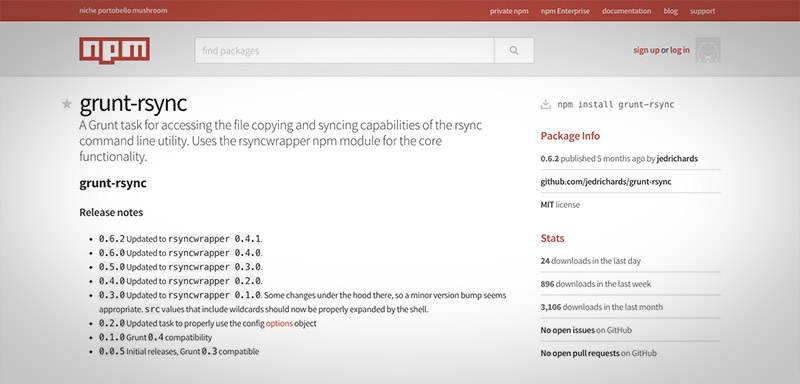 niche portobello mushroom
private npm npm Enterprise documentation blog support
npm
find packages
sign up or log in
grunt-rsync
A Grunt task for accessing the file copying and syncing capabilities of the rsync
command line utility. Uses the rsyncwrapper npm module for the core
functionality.
grunt-rsync
Release notes
0.6.2 Updated to rsyncwrapper 0.4.1.
0.6.0 Updated to rsyncwrapper 0.4.0.
0.5.0 Updated to rsyncwrapper 0.3.0.
0.4.0 Updated to rsyncwrapper 0.2.0.
0.3.0 Updated to rsyncwrapper 0.1.0. Some changes under the hood there, so a minor version bump seems
appropriate. src values that include wildcards should now be properly expanded by the shell.
0.2.0 Updated task to properly use the config options object
0.1.0 Grunt 0.4 compatibility
0.0.5 Initial releases, Grunt 0.3 compatible
npm install grunt-rsync
Package Info
0.6.2 published 5 months ago by jedrichards
github.com/jedrichards/grunt-rsync
MIT license
Stats
24 downloads in the last day
896 downloads in the last week
3,106 downloads in the last month
No open issues on GitHub
No open pull requests on GitHub